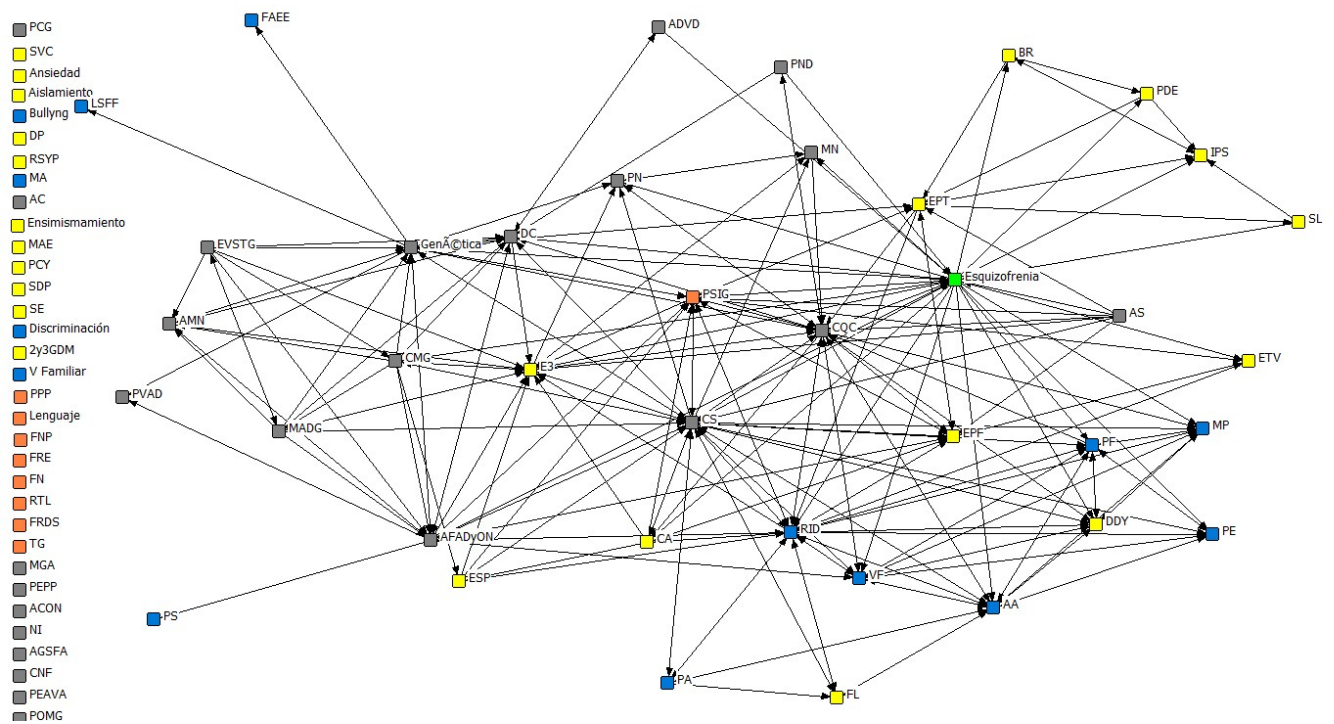 PCG
SVC
Ansiedad
Aislamiento
Bullyng
DP
RSYP
MA
AC
Ensimismamiento
MAE
PCY
SDP
SE
Discriminación
2y3GDM
V Familiar
PPP
Lenguaje
FNP
FRE
FN
RTL
FRDS
TG
MGA
PEPP
ACON
NI
AGSFA
CNF
PEAVA
POMG
FAEE
ADVD
BR
PND
PDE
LSFF
MN
IPS
PN
EPT
SL
DC
EVSTG
GenÃ©tica
Esquizofrenia
PSIG
AS
AMN
CQC
CMG
E3
ETV
PVAD
CS
MADG
EPF
PF
MP
DDY
RID
PE
AFADyON
CA
ESP
VF
AA
PS
PA
FL